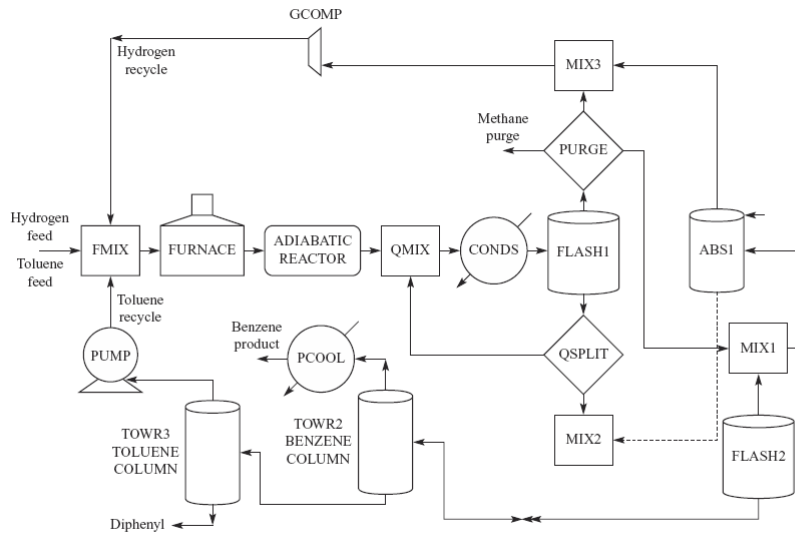 GCOMP
Hydrogen
recycle
MIX3
Methane
purge
PURGE
Hydrogen
feed
Toluene
feed
FMIX
FURNACE
ADIABATIC
REACTOR
QMIX
CONDS
FLASH1
ABS1
Toluene
recycle
PUMP
Benzene
product
PCOOL
QSPLIT
MIX1
TOWR3
TOLUENE
COLUMN
TOWR2
BENZENE
COLUMN
MIX2
FLASH2
Diphenyl